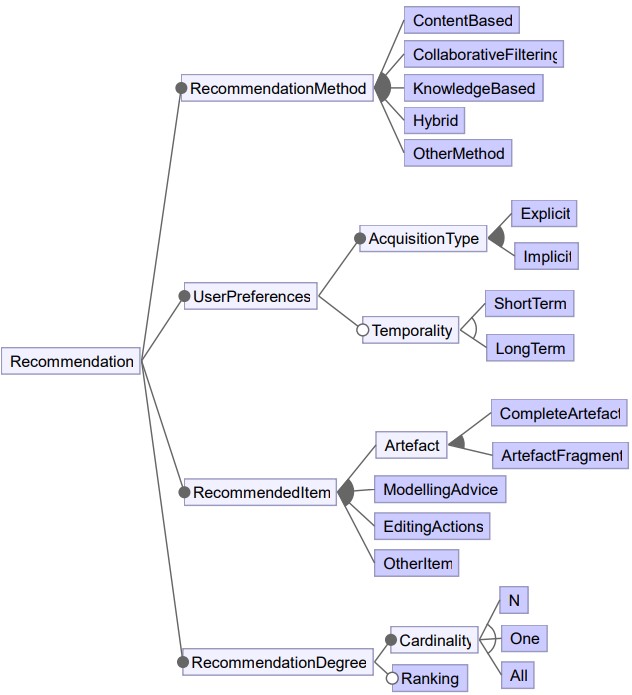 ContentBased
CollaborativeFiltering
RecommendationMethod
KnowledgeBased
Hybrid
OtherMethod
Explicit
AcquisitionType
Implicit
UserPreferences
ShortTerm
Temporality
LongTerm
Recommendation
CompleteArtefact
Artefact
ArtefactFragment
RecommendedItem
ModellingAdvice
EditingActions
OtherItem
N
Cardinality
One
RecommendationDegree
All
Ranking